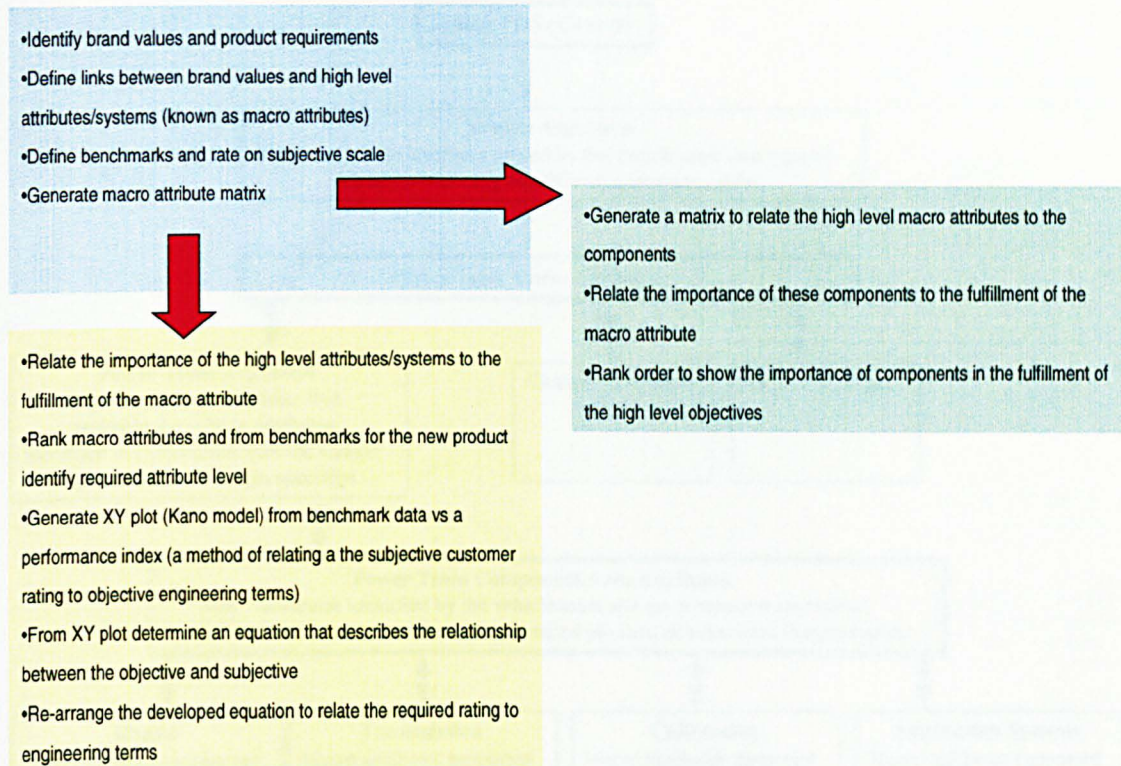 •Identify brand values and product requirements
•Define links between brand values and high level
attributes/systems (known as macro attributes)
•Define benchmarks and rate on subjective scale
•Generate macro attribute matrix
•Generate a matrix to relate the high level macro attributes to the
components
•Relate the importance of these components to the fulfillment of the
macro attribute
•Rank order to show the importance of components in the fulfillment of
the high level objectives
•Relate the importance of the high level attributes/systems to the
fulfillment of the macro attribute
•Rank macro attributes and from benchmarks for the new product
identify required attribute level
•Generate XY plot (Kano model) from benchmark data vs a
performance index (a method of relating a the subjective customer
rating to objective engineering terms)
•From XY plot determine an equation that describes the relationship
between the objective and subjective
•Re-arrange the developed equation to relate the required rating to
engineering terms